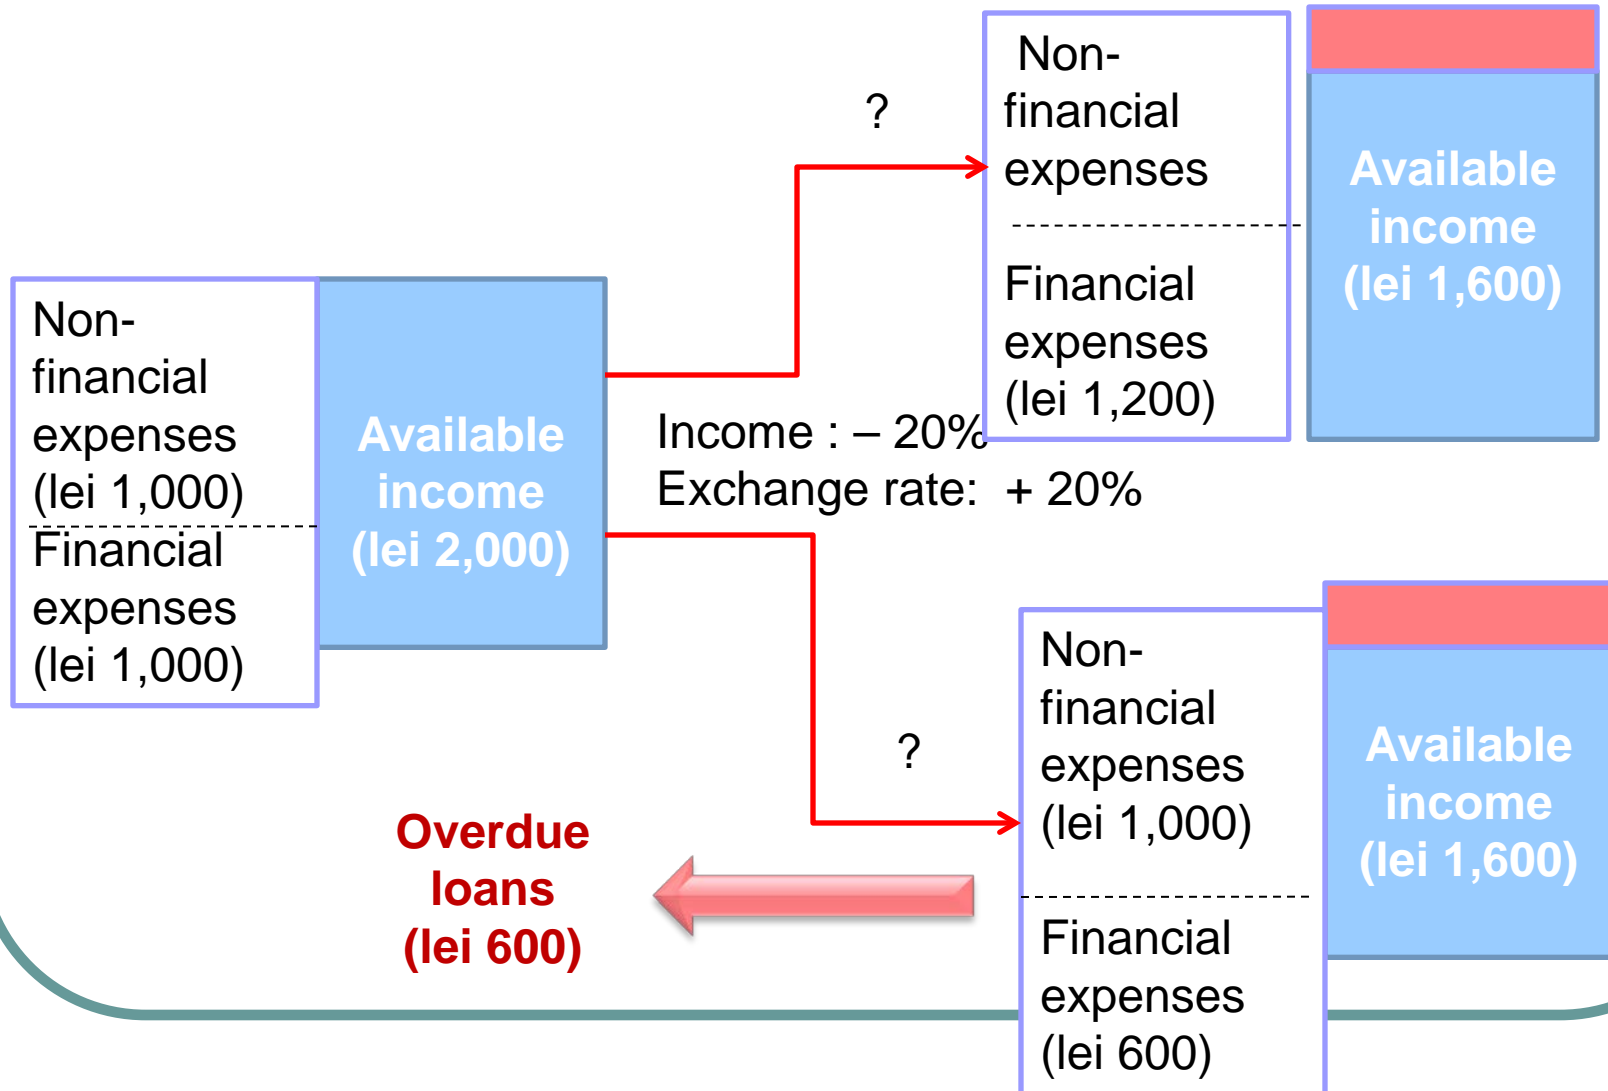 Non-
financial
expenses
(lei 1,000)
Financial
expenses
(lei 1,000)
Available
income
(lei 2,000)
?
Income : – 20%
Exchange rate:  + 20%
?
Non-
financial
expenses
Financial
expenses
(lei 1,200)
Available
income
(lei 1,600)
Overdue
loans
(lei 600)
Non-
financial
expenses
(lei 1,000)
Financial
expenses
(lei 600)
Available
income
(lei 1,600)